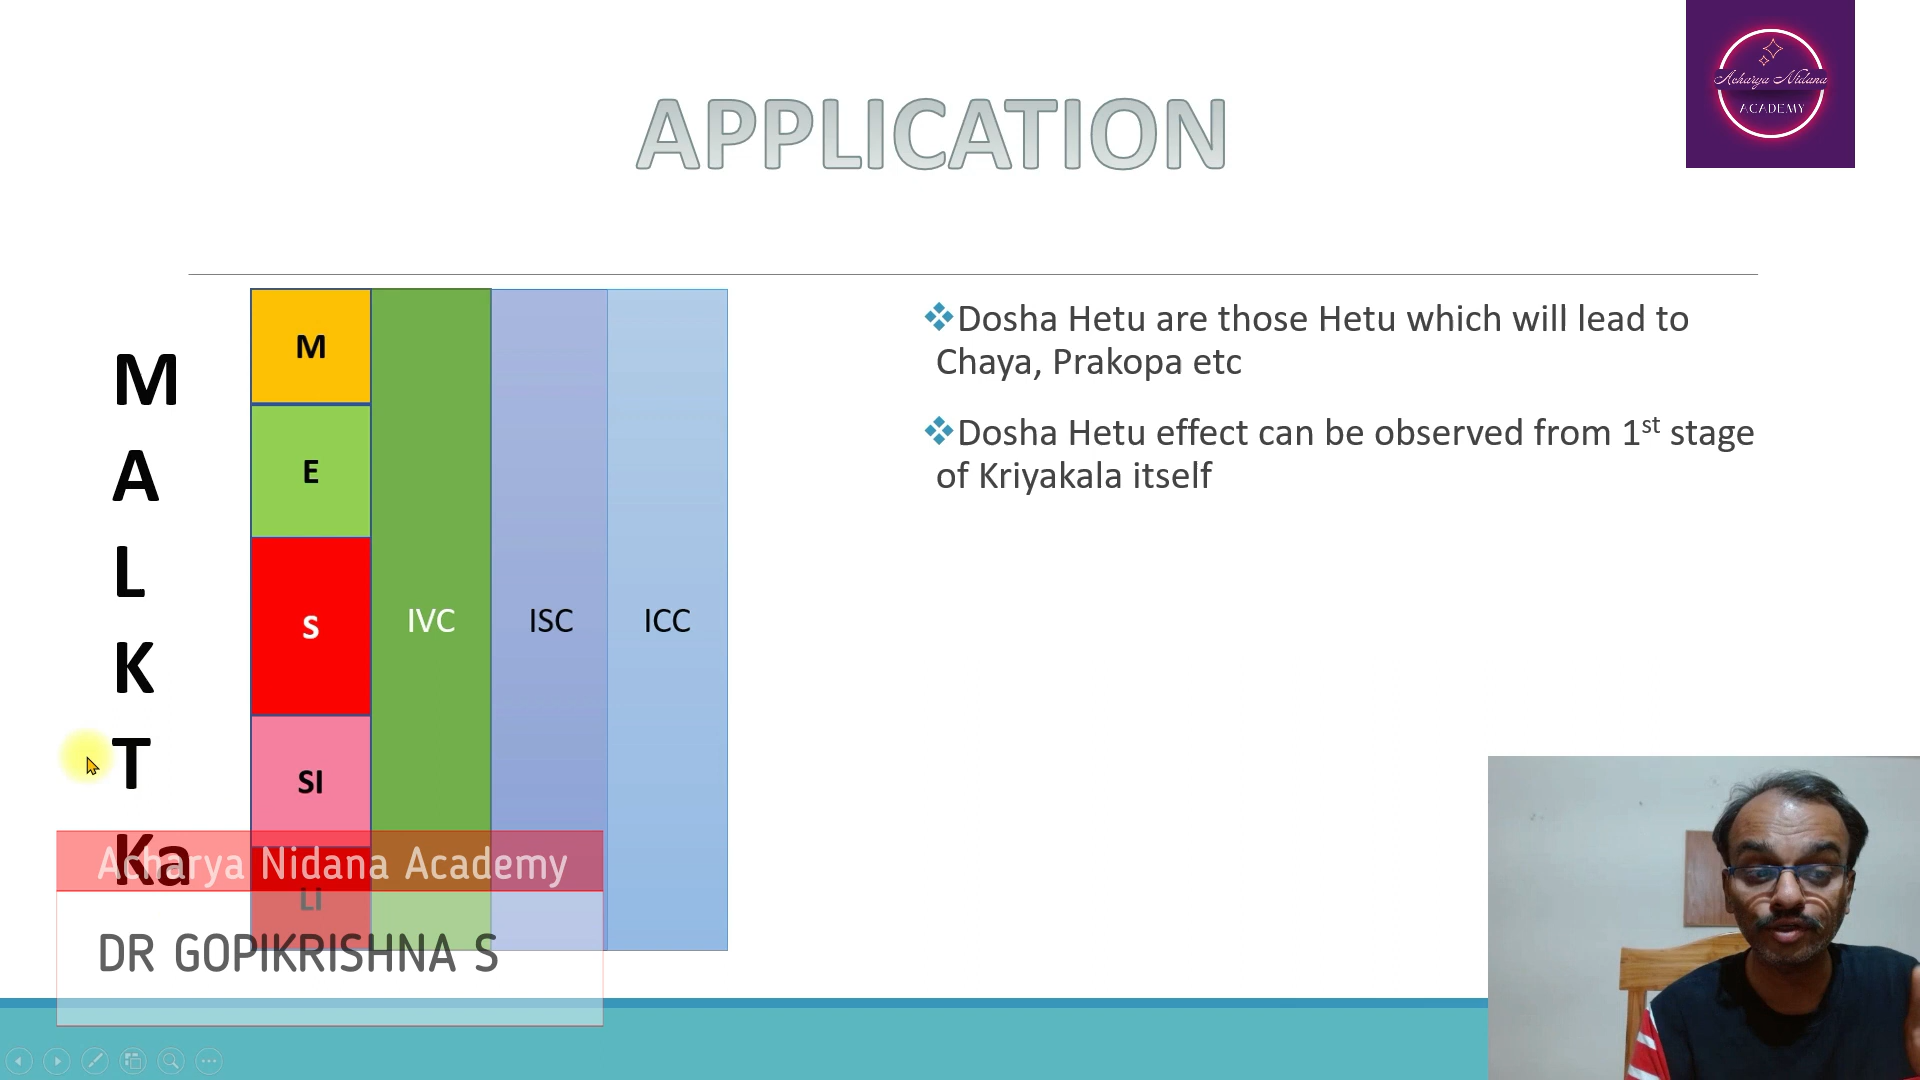 APPLICATION
Acharya Nidana
ACADEMY
M
A
L
K
T
Ka
M
E
S
SI
LI
IVC
ISC
ICC
Dosha Hetu are those Hetu which will lead to
Chaya, Prakopa etc
Dosha Hetu effect can be observed from 1st stage
of Kriyakala itself
Acharya Nidana Academy
DR GOPIKRISHNA S